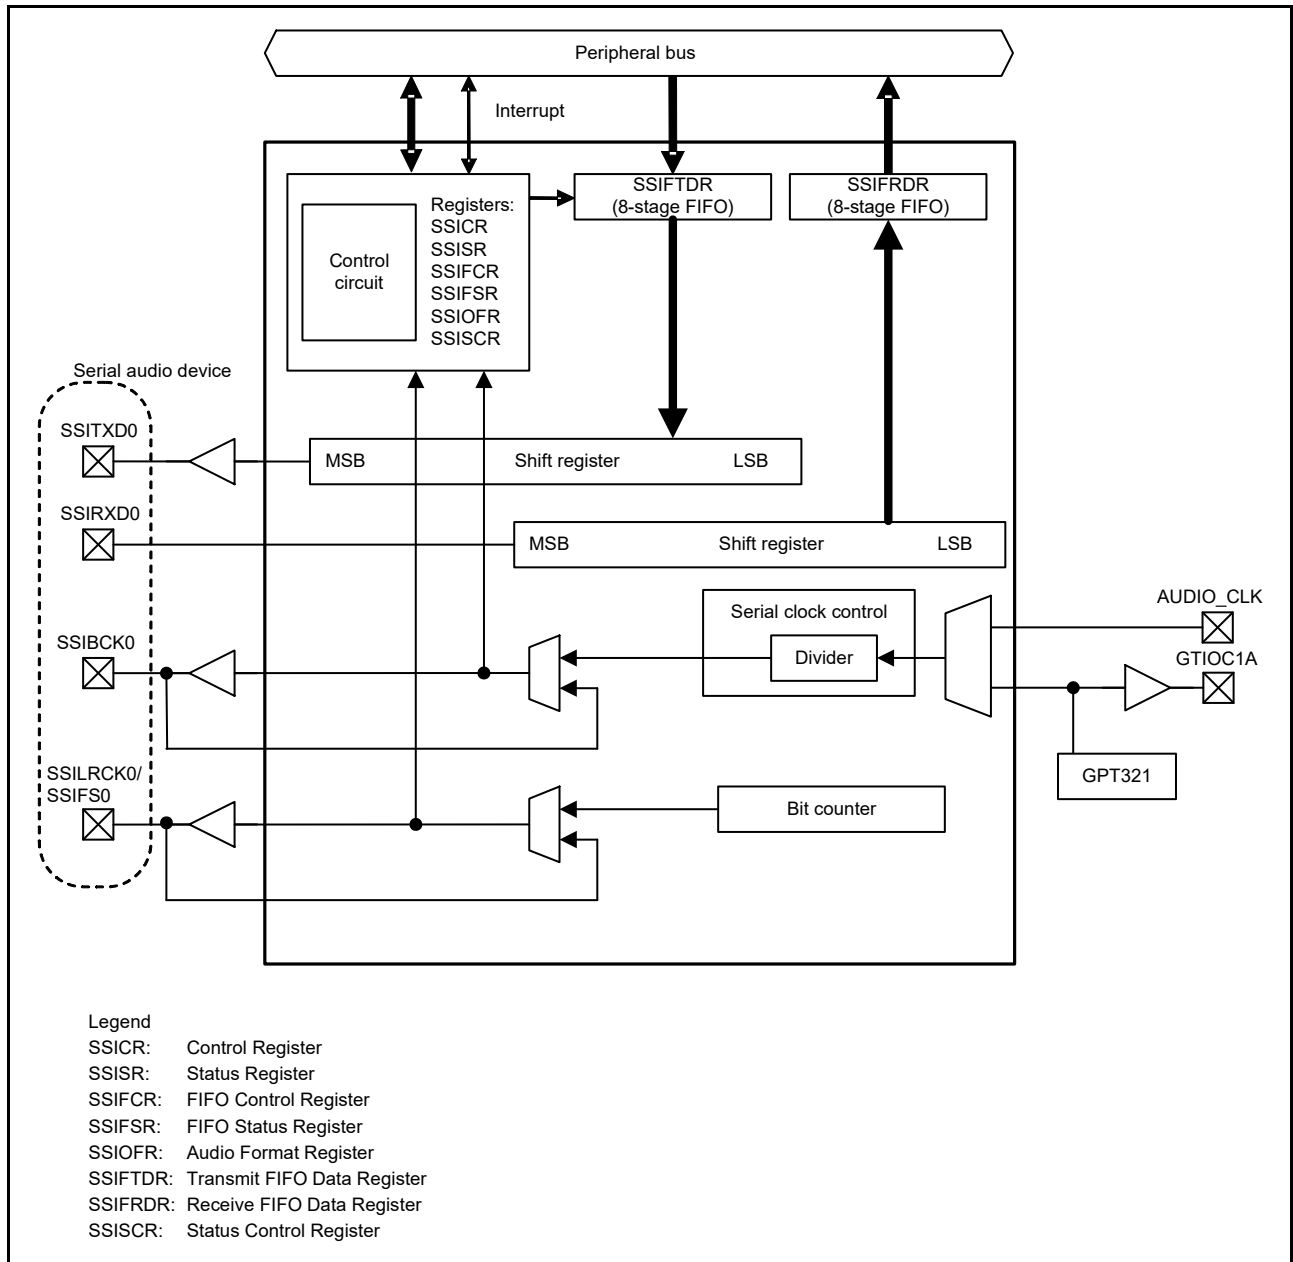 Peripheral bus
Interrupt
SSIFTDR
(8-stage FIFO)
SSIFRDR
(8-stage FIFO)
Control
circuit
Registers:
SSICR
SSISR
SSIFCR
SSIFSR
SSIOFR
SSISCR
Serial audio device
SSITXD0
MSB Shift register LSB
SSIRXD0
MSB Shift register LSB
Serial clock control
Divider
AUDIO_CLK
GTIOC1A
SSIBCK0
GPT321
SSILRCK0/
SSIFS0
Bit counter
Legend
SSICR: Control Register
SSISR: Status Register
SSIFCR: FIFO Control Register
SSIFSR: FIFO Status Register
SSIOFR: Audio Format Register
SSIFTDR: Transmit FIFO Data Register
SSIFRDR: Receive FIFO Data Register
SSISCR: Status Control Register